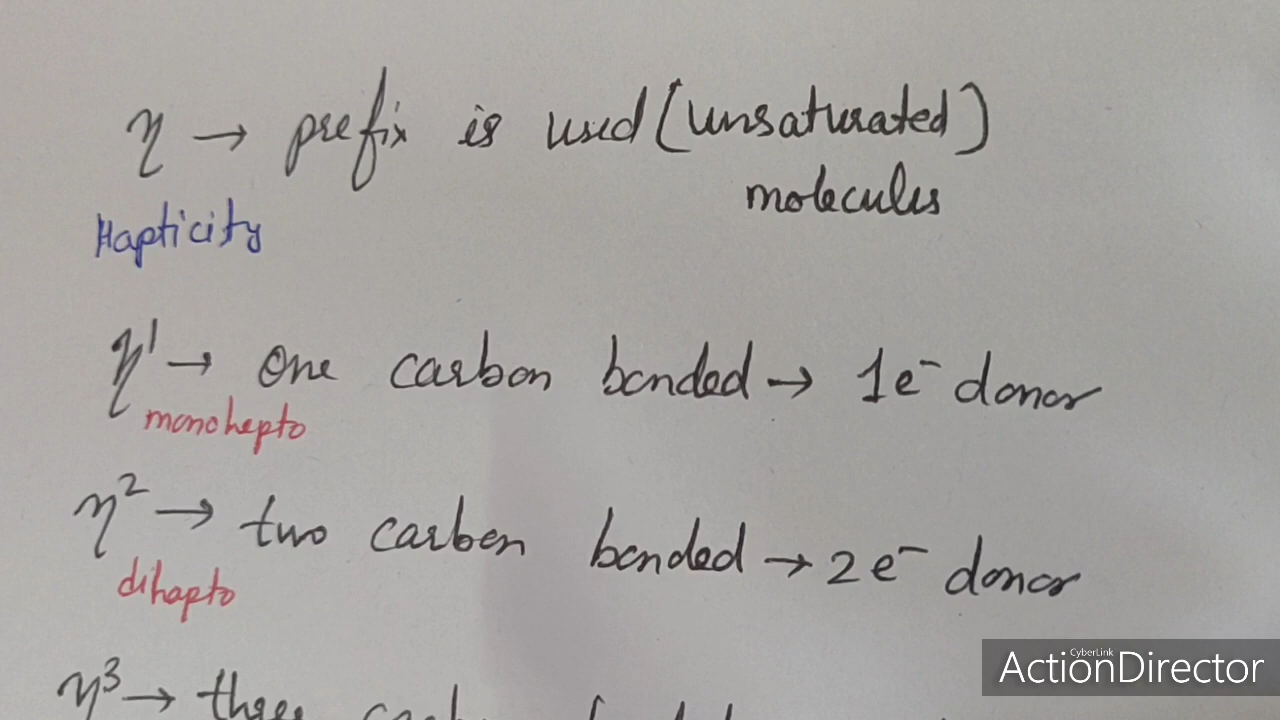 η → prefix is used (unsaturated)
molecules
Hapticity
η¹ → one carbon bonded → 1e⁻ donor
monohepto
η² → two carbon bonded → 2e⁻ donor
dihapto
η³ → three
CyberLink
ActionDirector